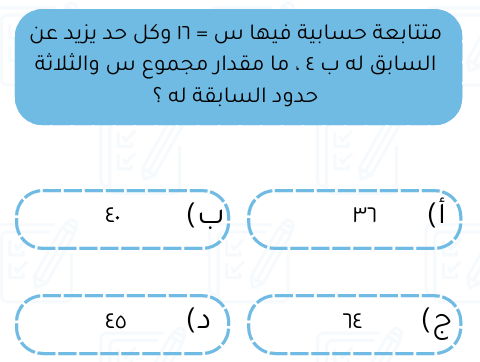 متتابعة حسابية فيها س = ١٦ وكل حد يزيد عن
السابق له ب ٤ ، ما مقدار مجموع س والثلاثة
حدود السابقة له ؟
أ) ٣٦
ب) ٤٠
ج) ٦٤
د) ٤٥